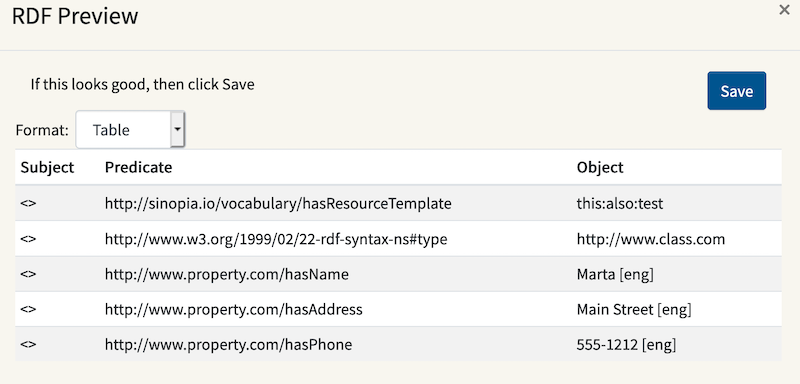 RDF Preview
×
If this looks good, then click Save
Save
Format: Table
Subject Predicate Object
<> http://sinopia.io/vocabulary/hasResourceTemplate this:also:test
<> http://www.w3.org/1999/02/22-rdf-syntax-ns#type http://www.class.com
<> http://www.property.com/hasName Marta [eng]
<> http://www.property.com/hasAddress Main Street [eng]
<> http://www.property.com/hasPhone 555-1212 [eng]